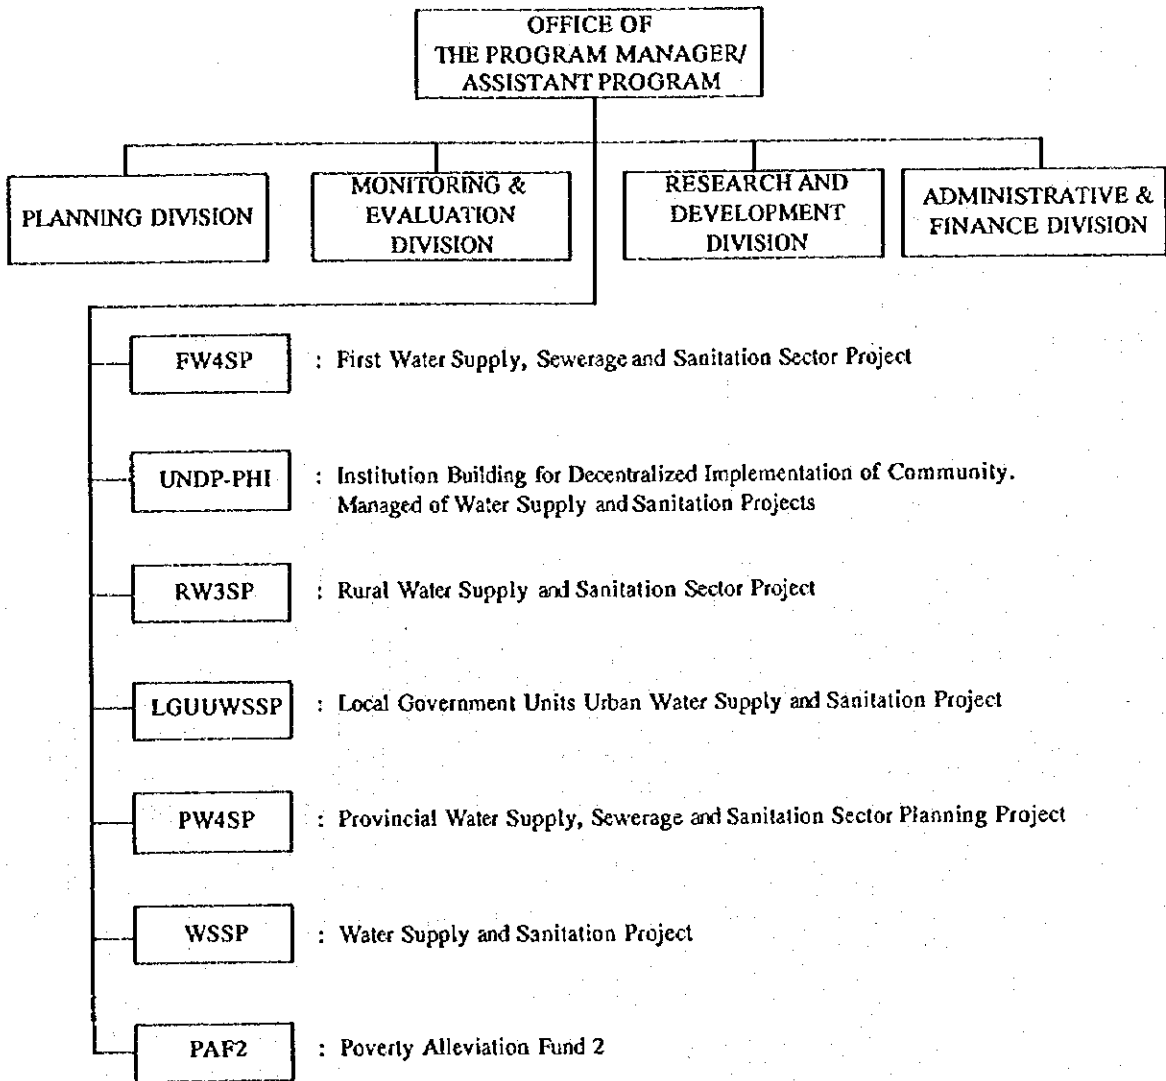 OFFICE OF
THE PROGRAM MANAGER/
ASSISTANT PROGRAM
PLANNING DIVISION
MONITORING &
EVALUATION
DIVISION
RESEARCH AND
DEVELOPMENT
DIVISION
ADMINISTRATIVE &
FINANCE DIVISION
FW4SP : First Water Supply, Sewerage and Sanitation Sector Project
UNDP-PHI : Institution Building for Decentralized Implementation of Community.
Managed of Water Supply and Sanitation Projects
RW3SP : Rural Water Supply and Sanitation Sector Project
LGUUWSSP : Local Government Units Urban Water Supply and Sanitation Project
PW4SP : Provincial Water Supply, Sewerage and Sanitation Sector Planning Project
WSSP : Water Supply and Sanitation Project
PAF2 : Poverty Alleviation Fund 2